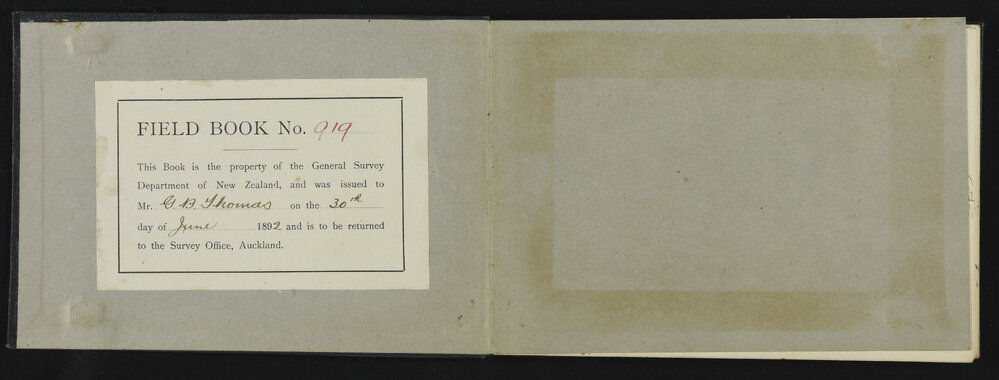 FIELD BOOK No. 919
This Book is the property of the General Survey
Department of New Zealand, and was issued to
Mr. G. B. Thomas on the 30th
day of June 1892 and is to be returned
to the Survey Office, Auckland.